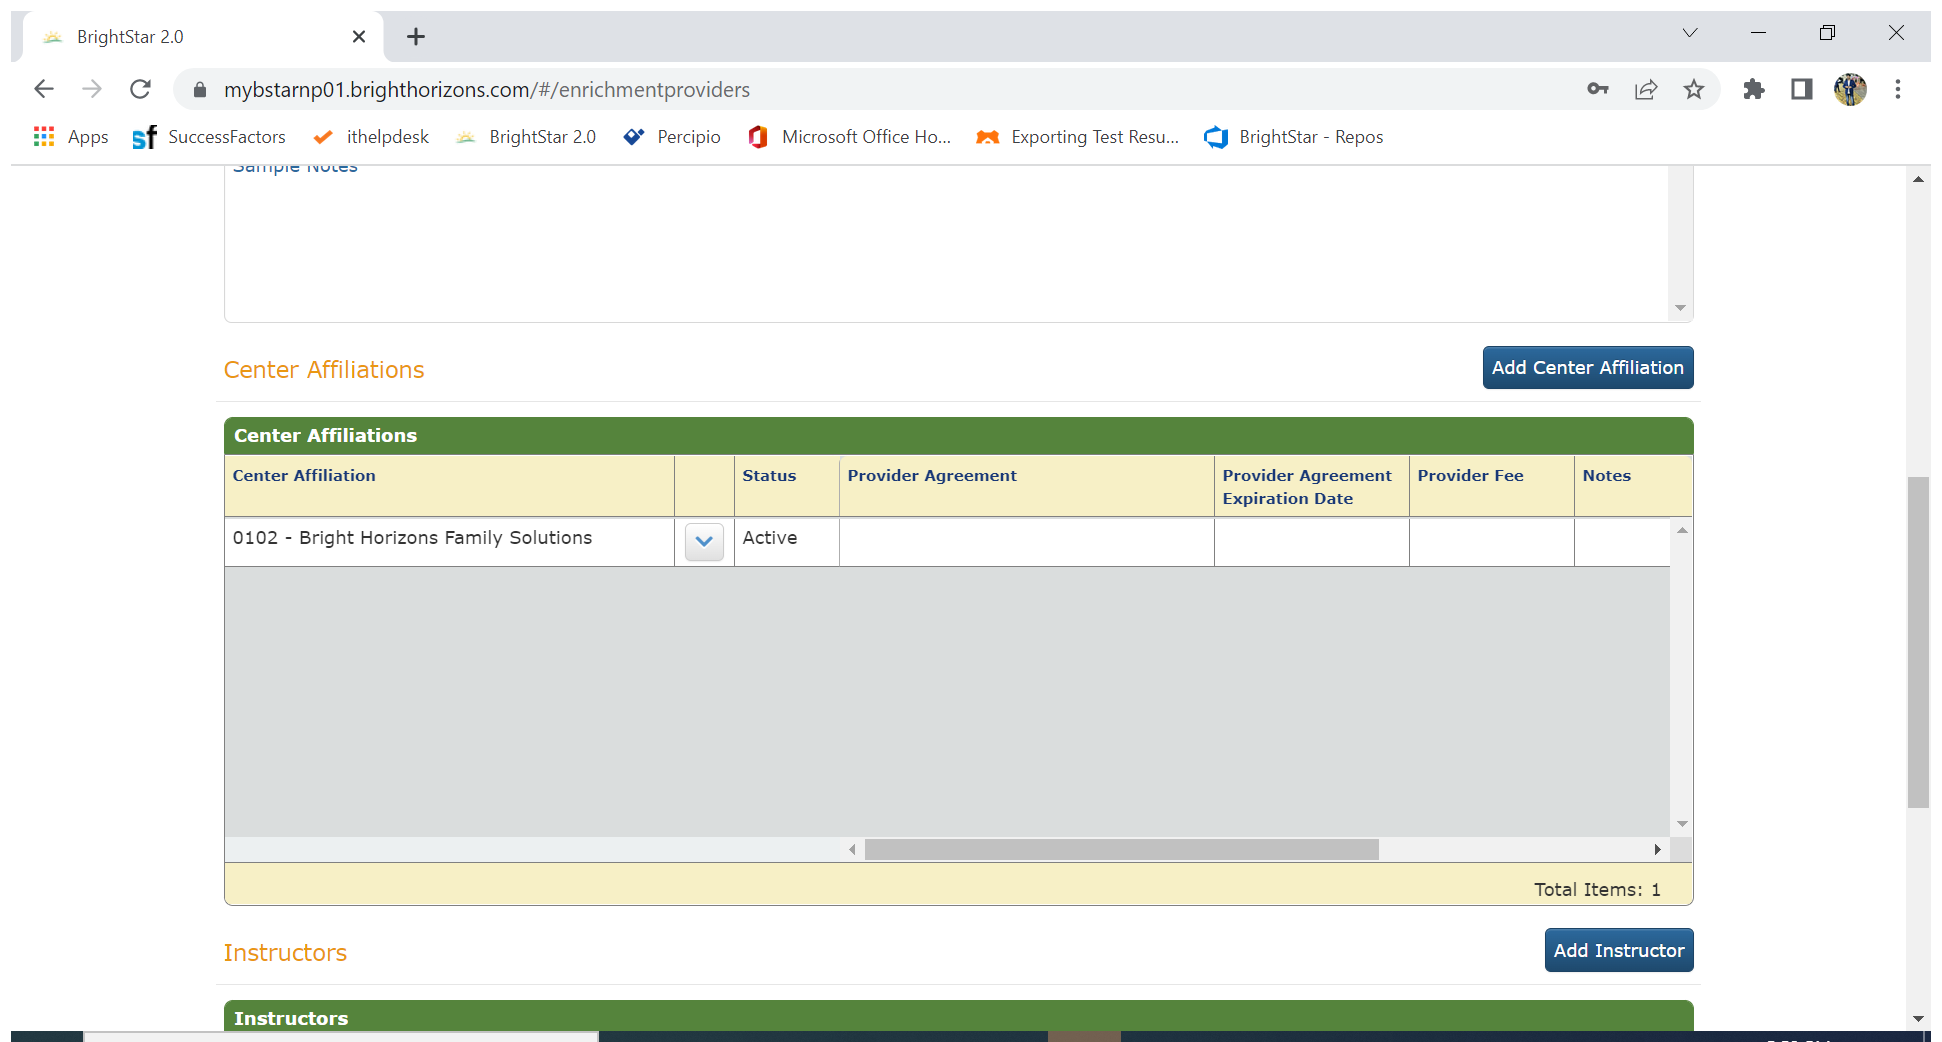 BrightStar 2.0
mybstarnp01.brighthorizons.com/#/enrichmentproviders
Apps SuccessFactors ithelpdesk BrightStar 2.0 Percipio Microsoft Office Ho... Exporting Test Resu... BrightStar - Repos
Sample Notes
Center Affiliations Add Center Affiliation
Center Affiliations
Center Affiliation Status Provider Agreement Provider Agreement Provider Fee Notes
Expiration Date
0102 - Bright Horizons Family Solutions Active
Total Items: 1
Instructors Add Instructor
Instructors